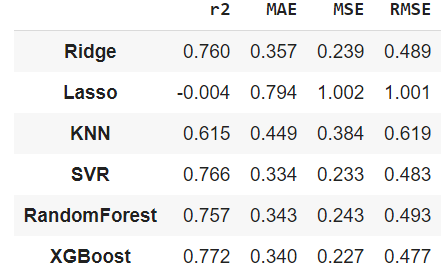 r2 MAE MSE RMSE
Ridge 0.760 0.357 0.239 0.489
Lasso -0.004 0.794 1.002 1.001
KNN 0.615 0.449 0.384 0.619
SVR 0.766 0.334 0.233 0.483
RandomForest 0.757 0.343 0.243 0.493
XGBoost 0.772 0.340 0.227 0.477